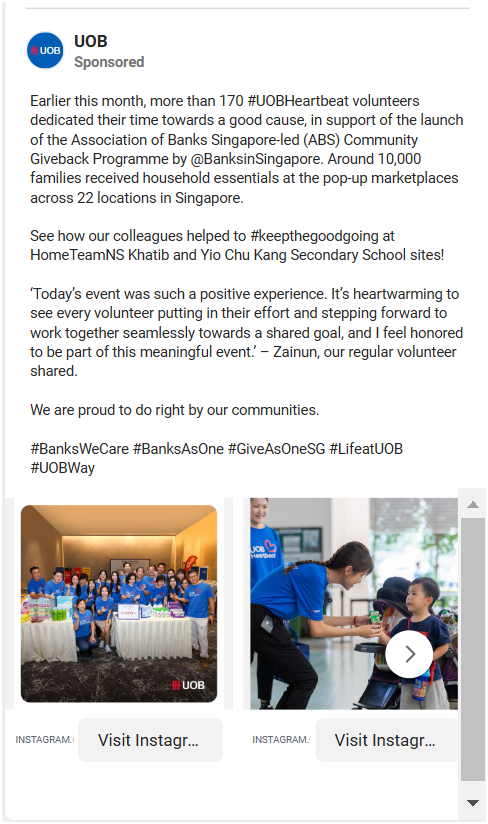 UOB
UOB
Sponsored
Earlier this month, more than 170 #UOBHeartbeat volunteers
dedicated their time towards a good cause, in support of the launch
of the Association of Banks Singapore-led (ABS) Community
Giveback Programme by @BanksinSingapore. Around 10,000
families received household essentials at the pop-up marketplaces
across 22 locations in Singapore.
See how our colleagues helped to #keepthegoodgoing at
HomeTeamNS Khatib and Yio Chu Kang Secondary School sites!
‘Today’s event was such a positive experience. It’s heartwarming to
see every volunteer putting in their effort and stepping forward to
work together seamlessly towards a shared goal, and I feel honored
to be part of this meaningful event.’ – Zainun, our regular volunteer
shared.
We are proud to do right by our communities.
#BanksWeCare #BanksAsOne #GiveAsOneSG #LifeatUOB
#UOBWay
UOB
UOB
Heartbeat
INSTAGRAM.
Visit Instagr...
INSTAGRAM.
Visit Instagr...